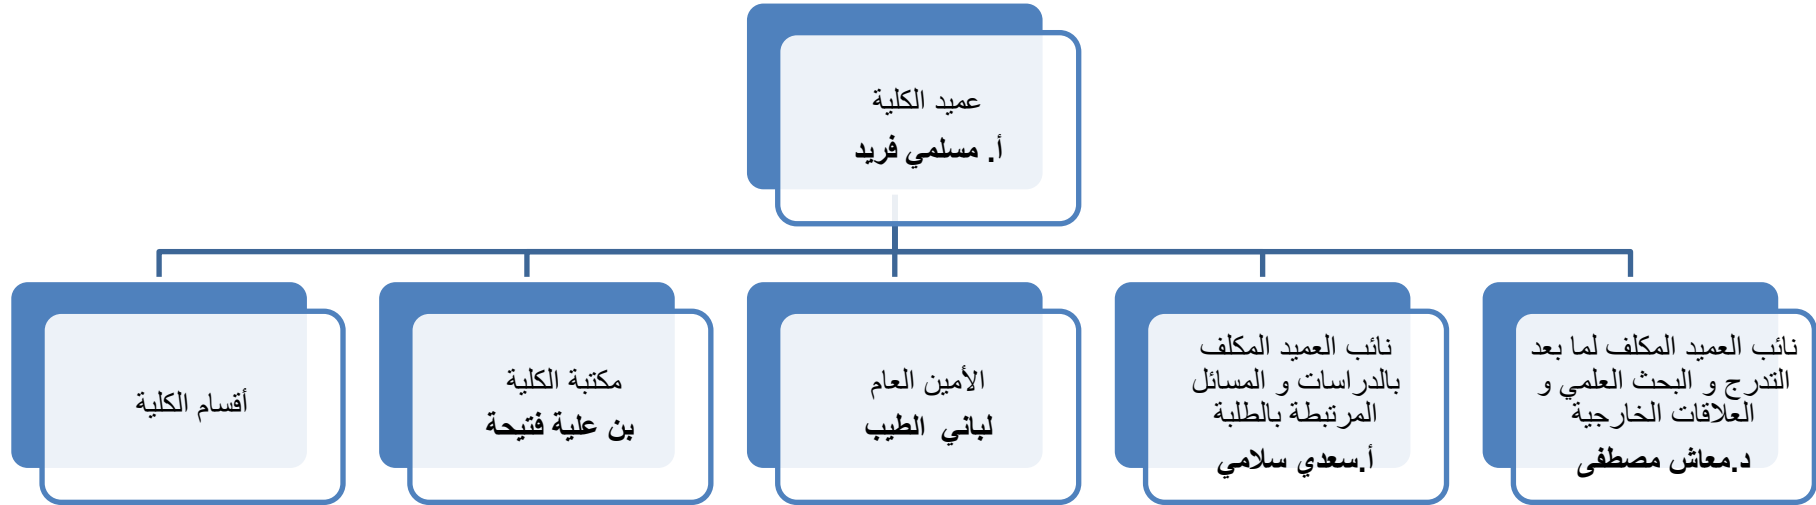 عميد الكلية
أ. مسلمي فريد
نائب العميد المكلف لما بعد
التدرج و البحث العلمي و
العلاقات الخارجية
د.معاش مصطفى
نائب العميد المكلف
بالدراسات و المسائل
المرتبطة بالطلبة
أ.سعدي سلامي
الأمين العام
لباني الطيب
مكتبة الكلية
بن علية فتيحة
أقسام الكلية